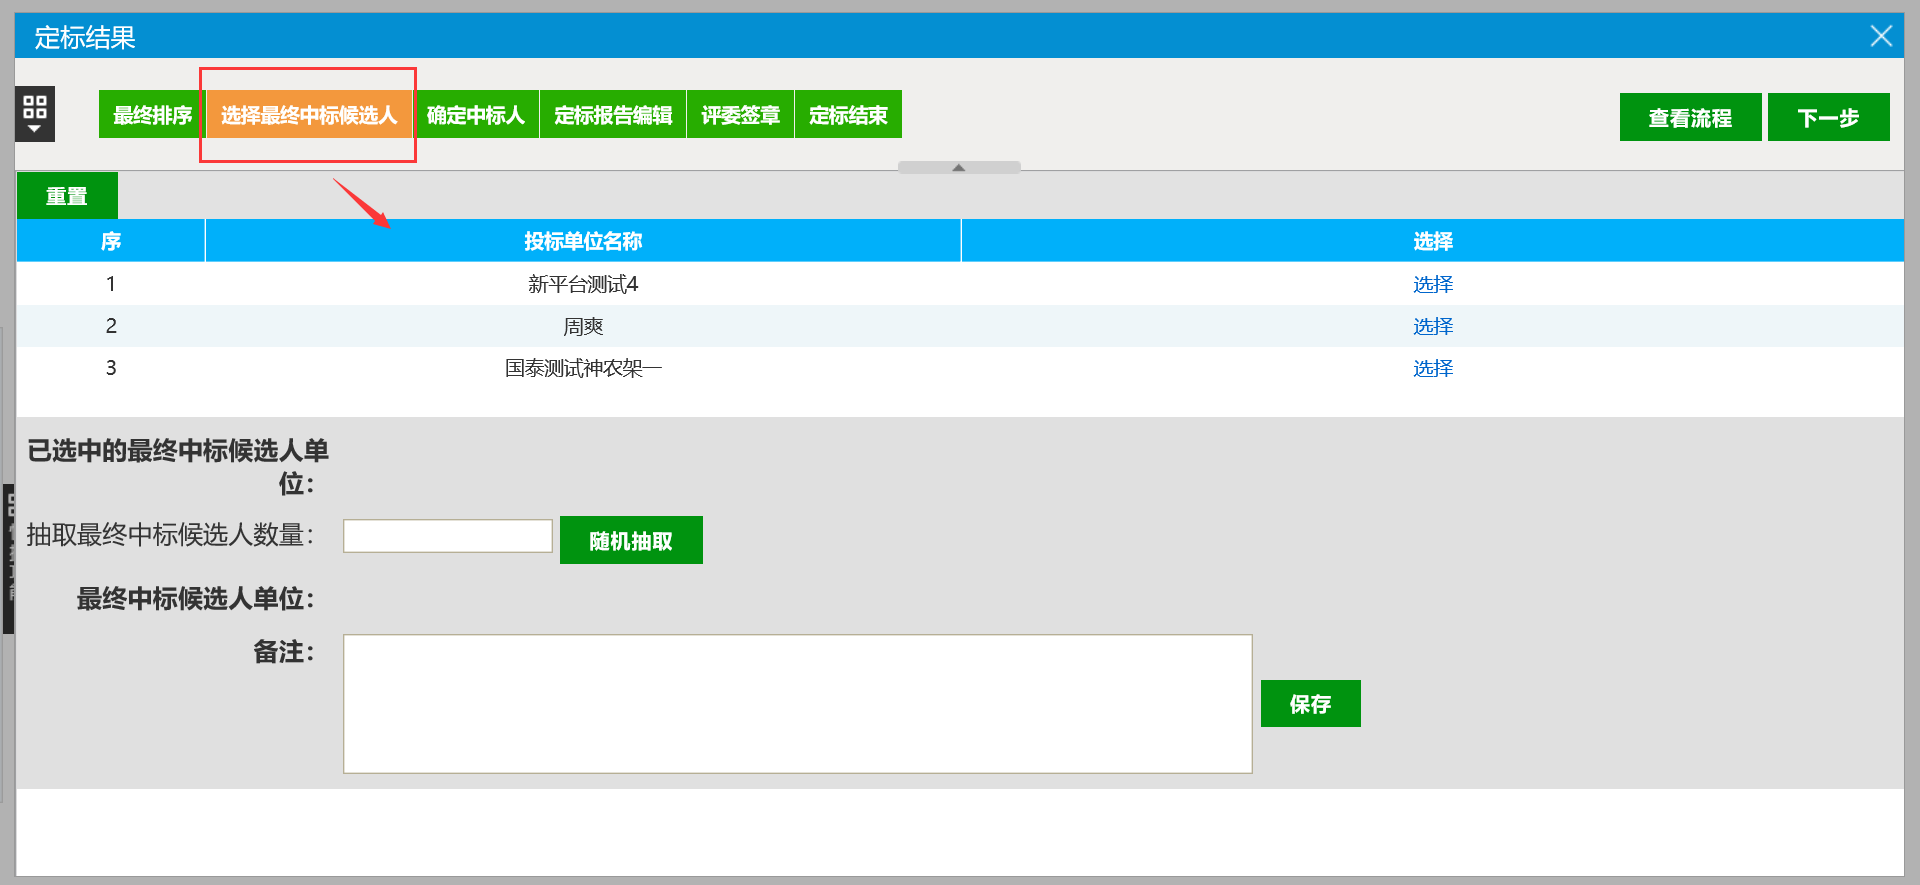 定标结果
最终排序 选择最终中标候选人 确定中标人 定标报告编辑 评委签章 定标结束
查看流程 下一步
重置
序 投标单位名称 选择
1 新平台测试4 选择
2 周爽 选择
3 国泰测试神农架一 选择
已选中的最终中标候选人单
位：
抽取最终中标候选人数量： 随机抽取
最终中标候选人单位：
备注：
保存